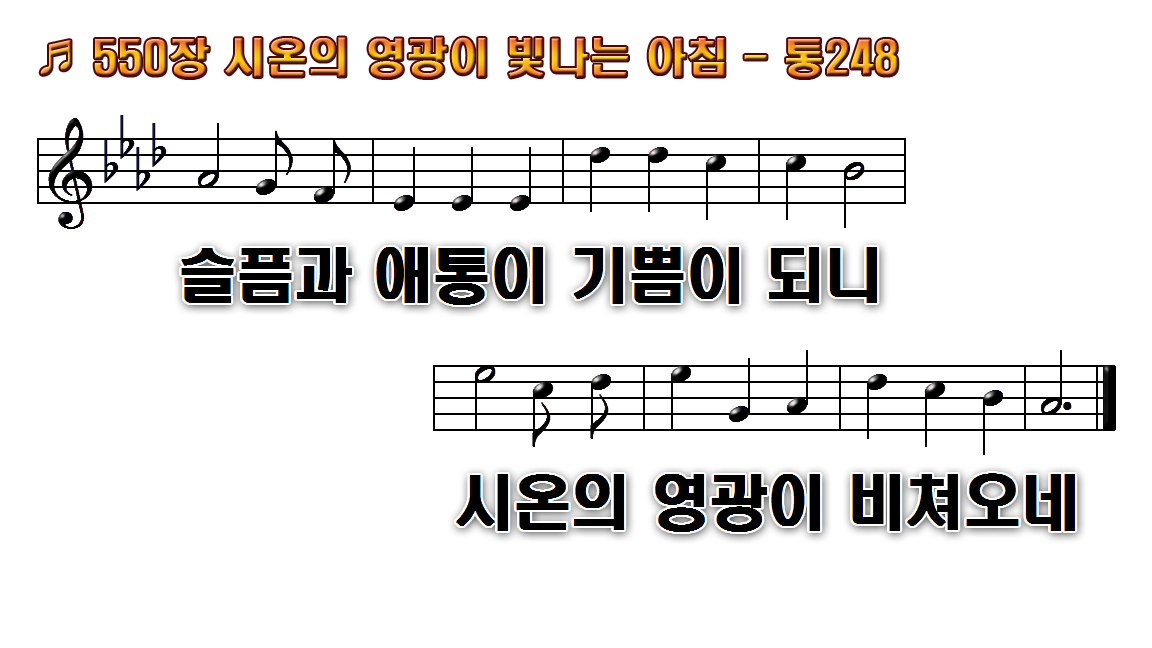 ♬ 550장 시온의 영광이 빛나는 아침 - 통248
슬픔과 애통이 기쁨이 되니
시온의 영광이 비쳐오네